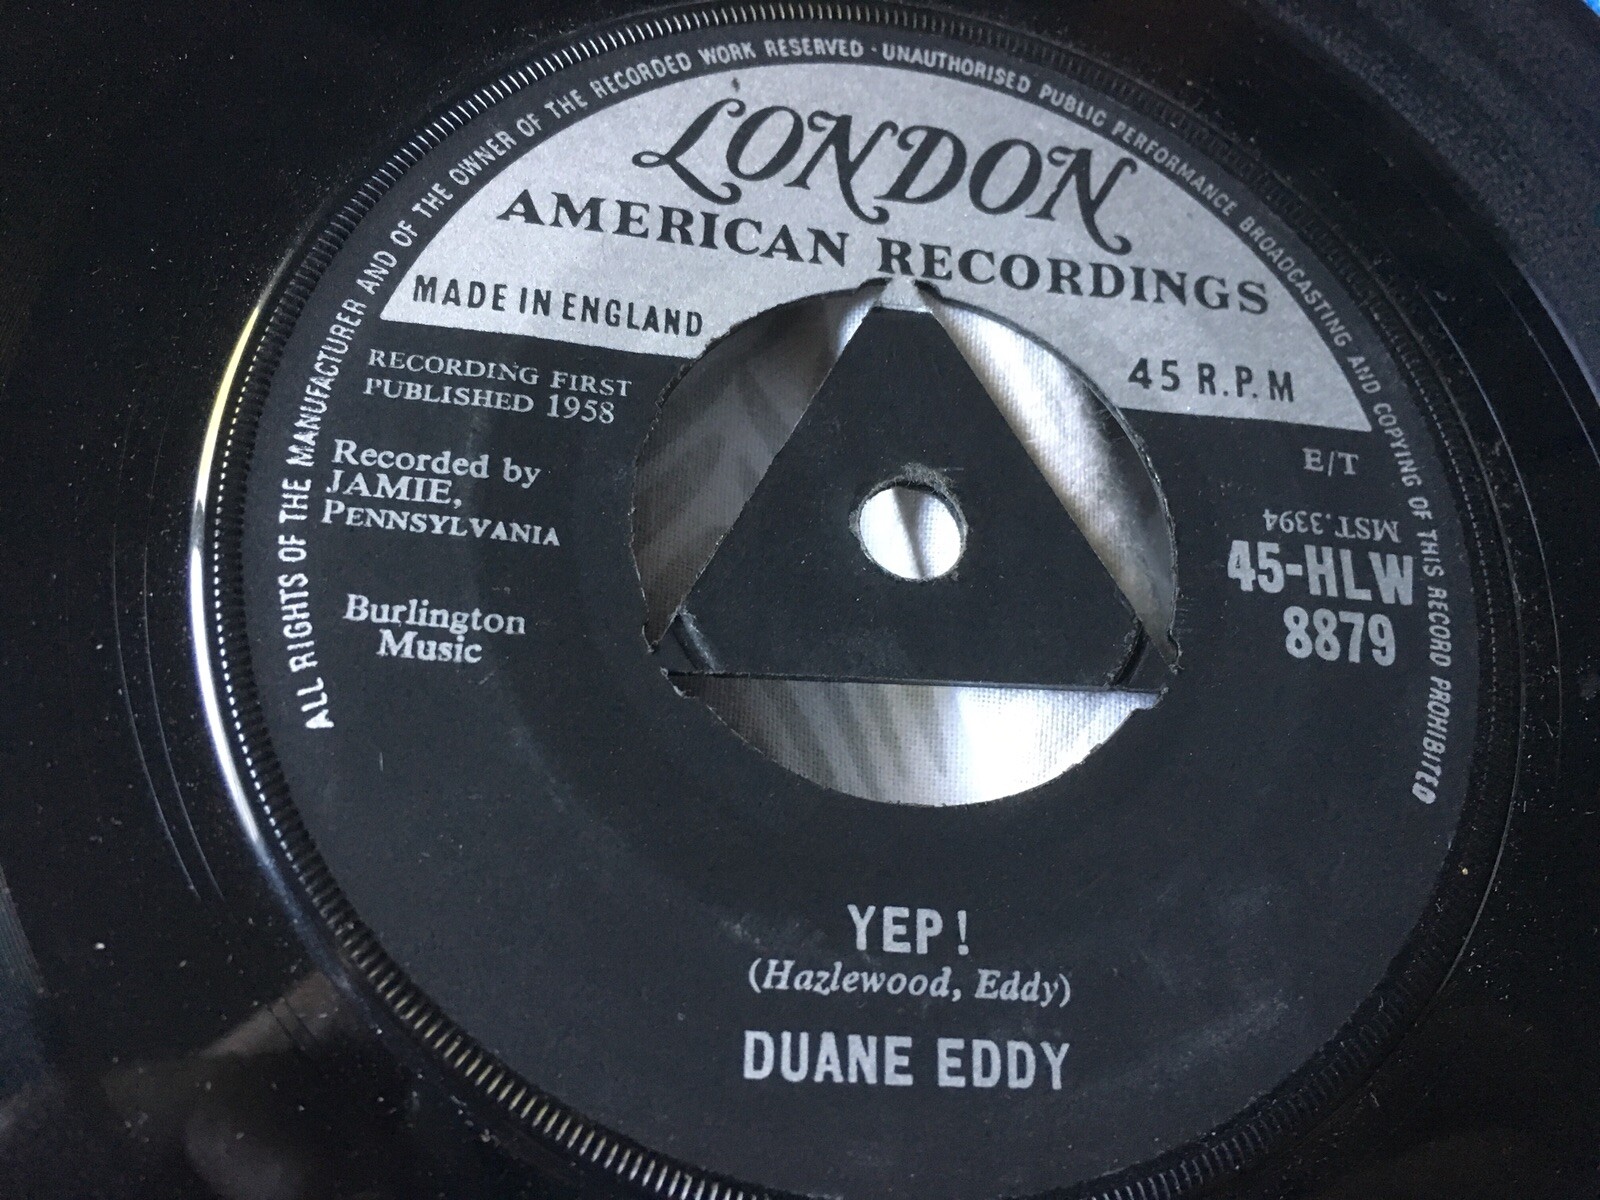 ALL RIGHTS OF THE MANUFACTURER AND OF THE OWNER OF THE RECORDED WORK RESERVED · UNAUTHORISED PUBLIC PERFORMANCE BROADCASTING AND COPYING OF THIS RECORD PROHIBITED
LONDON
AMERICAN RECORDINGS
MADE IN ENGLAND
45 R.P.M
RECORDING FIRST
PUBLISHED 1958
E/T
Recorded by
JAMIE,
PENNSYLVANIA
MST.3394
45-HLW
8879
Burlington
Music
YEP!
(Hazlewood, Eddy)
DUANE EDDY